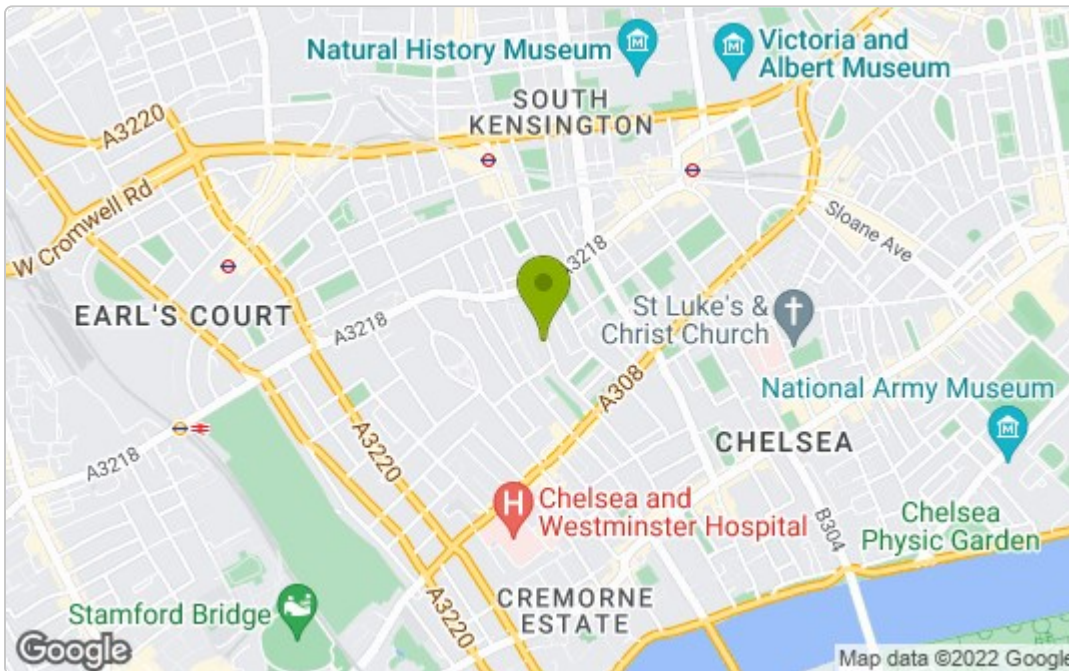 Natural History Museum
Victoria and
Albert Museum
A3220
SOUTH
KENSINGTON
W Cromwell Rd
Sloane Ave
A3218
EARL'S COURT
A3218
St Luke's &
Christ Church
A308
National Army Museum
CHELSEA
A3220
A3218
H
Chelsea and
Westminster Hospital
B304
Chelsea
Physic Garden
Stamford Bridge
A3220
CREMORNE
ESTATE
Google
Map data ©2022 Google